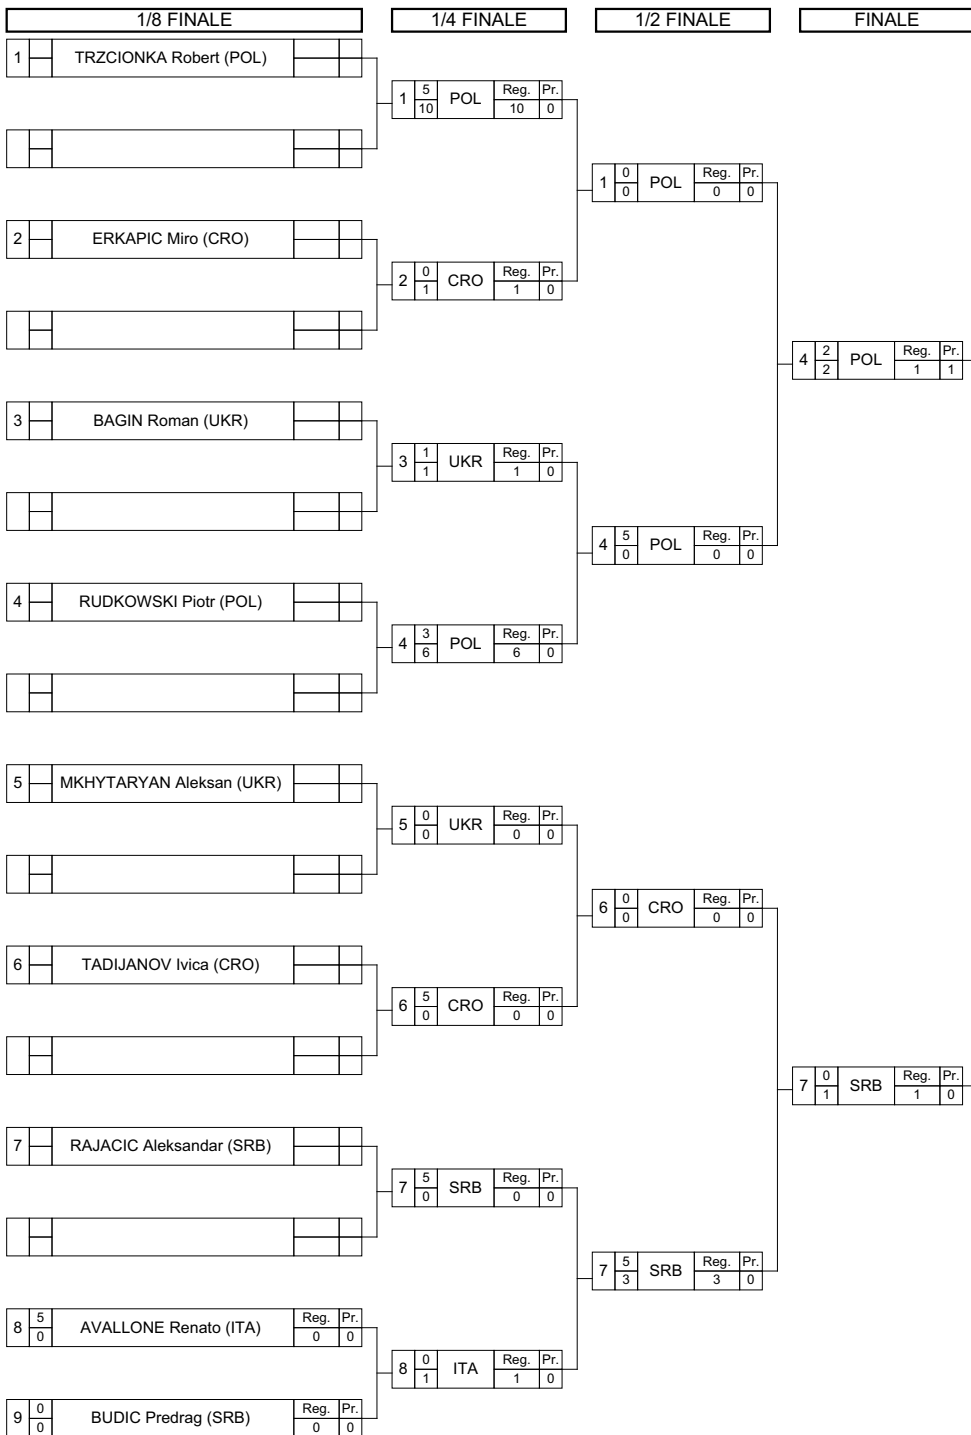 1/8 FINALE 1/4 FINALE 1/2 FINALE FINALE
1 TRZCIONKA Robert (POL)
1 5 10 POL Reg. 10 Pr. 0
1 0 0 POL Reg. 0 Pr. 0
2 ERKAPIC Miro (CRO)
2 0 1 CRO Reg. 1 Pr. 0
4 2 2 POL Reg. 1 Pr. 1
3 BAGIN Roman (UKR)
3 1 1 UKR Reg. 1 Pr. 0
4 5 0 POL Reg. 0 Pr. 0
4 RUDKOWSKI Piotr (POL)
4 3 6 POL Reg. 6 Pr. 0
5 MKHYTARYAN Aleksan (UKR)
5 0 0 UKR Reg. 0 Pr. 0
6 0 0 CRO Reg. 0 Pr. 0
6 TADIJANOV Ivica (CRO)
6 5 0 CRO Reg. 0 Pr. 0
7 0 1 SRB Reg. 1 Pr. 0
7 RAJACIC Aleksandar (SRB)
7 5 0 SRB Reg. 0 Pr. 0
7 5 3 SRB Reg. 3 Pr. 0
8 5 0 AVALLONE Renato (ITA) Reg. 0 Pr. 0
8 0 1 ITA Reg. 1 Pr. 0
9 0 0 BUDIC Predrag (SRB) Reg. 0 Pr. 0